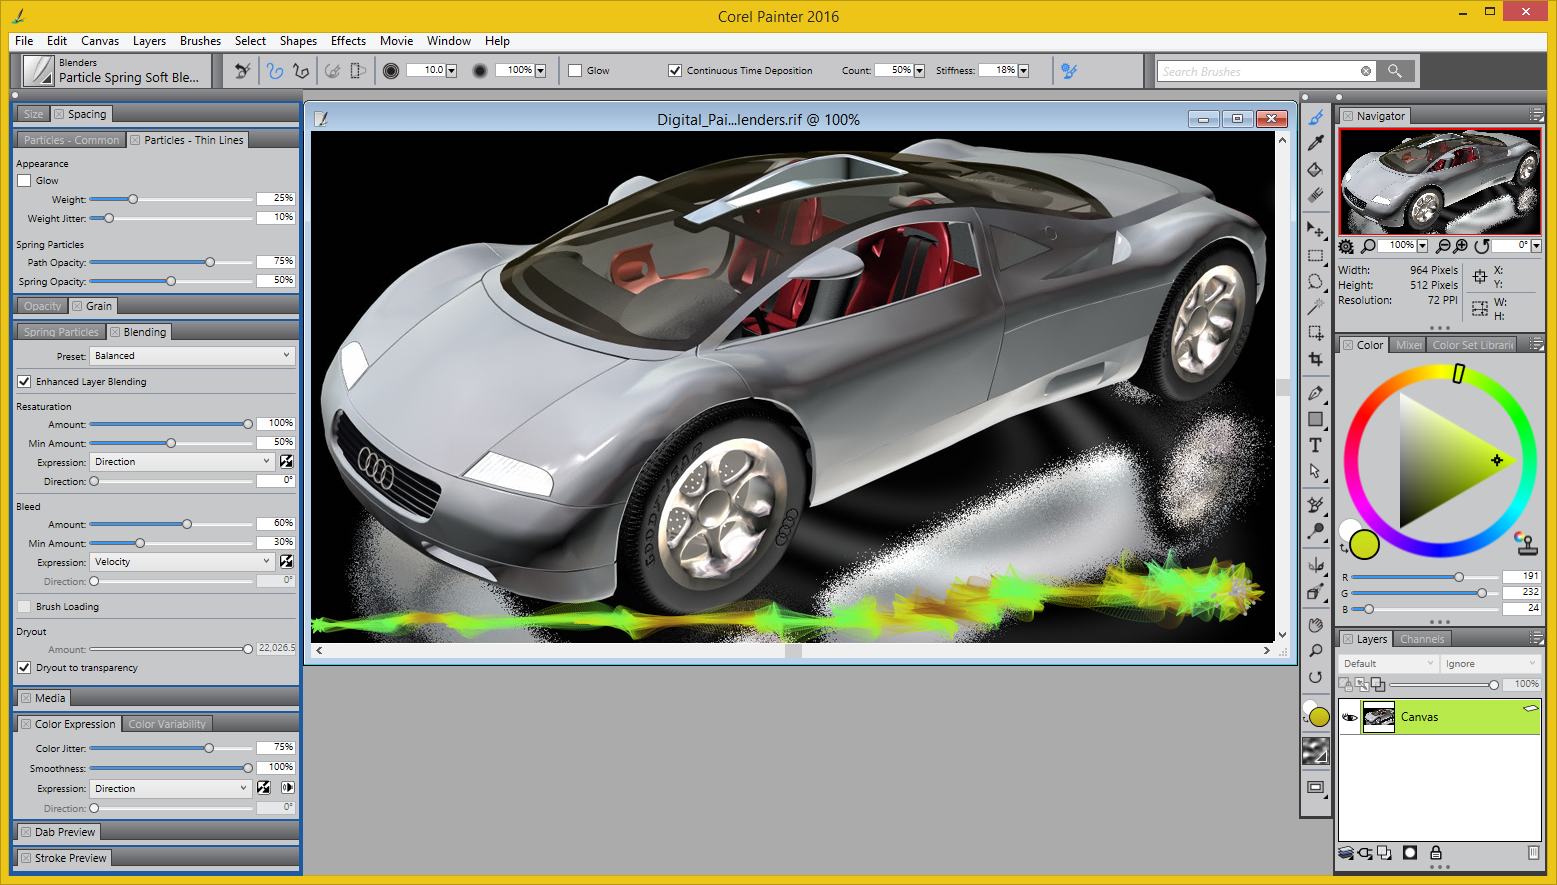 Corel Painter 2016
File Edit Canvas Layers Brushes Select Shapes Effects Movie Window Help
Blenders
Particle Spring Soft Ble...
10.0 100% Glow Continuous Time Deposition Count: 50% Stiffness: 18%
Search Brushes
Size Spacing
Particles - Common Particles - Thin Lines
Appearance
Glow
Weight: 25%
Weight Jitter: 10%
Spring Particles
Path Opacity: 75%
Spring Opacity: 50%
Opacity Grain
Spring Particles Blending
Preset: Balanced
Enhanced Layer Blending
Resaturation
Amount: 100%
Min Amount: 50%
Expression: Direction
Direction: 0°
Bleed
Amount: 60%
Min Amount: 30%
Expression: Velocity
Direction: 0°
Brush Loading
Dryout
Amount: 22,026.5
Dryout to transparency
Media
Color Expression Color Variability
Color Jitter: 75%
Smoothness: 100%
Expression: Direction
Direction: 0°
Dab Preview
Stroke Preview
Digital_Pai...lenders.rif @ 100%
Navigator
100% 0°
Width: 964 Pixels X:
Height: 512 Pixels Y:
Resolution: 72 PPI W:
H:
Color Mixer Color Set Librari
R 191
G 232
B 24
Layers Channels
Default Ignore
100%
Canvas